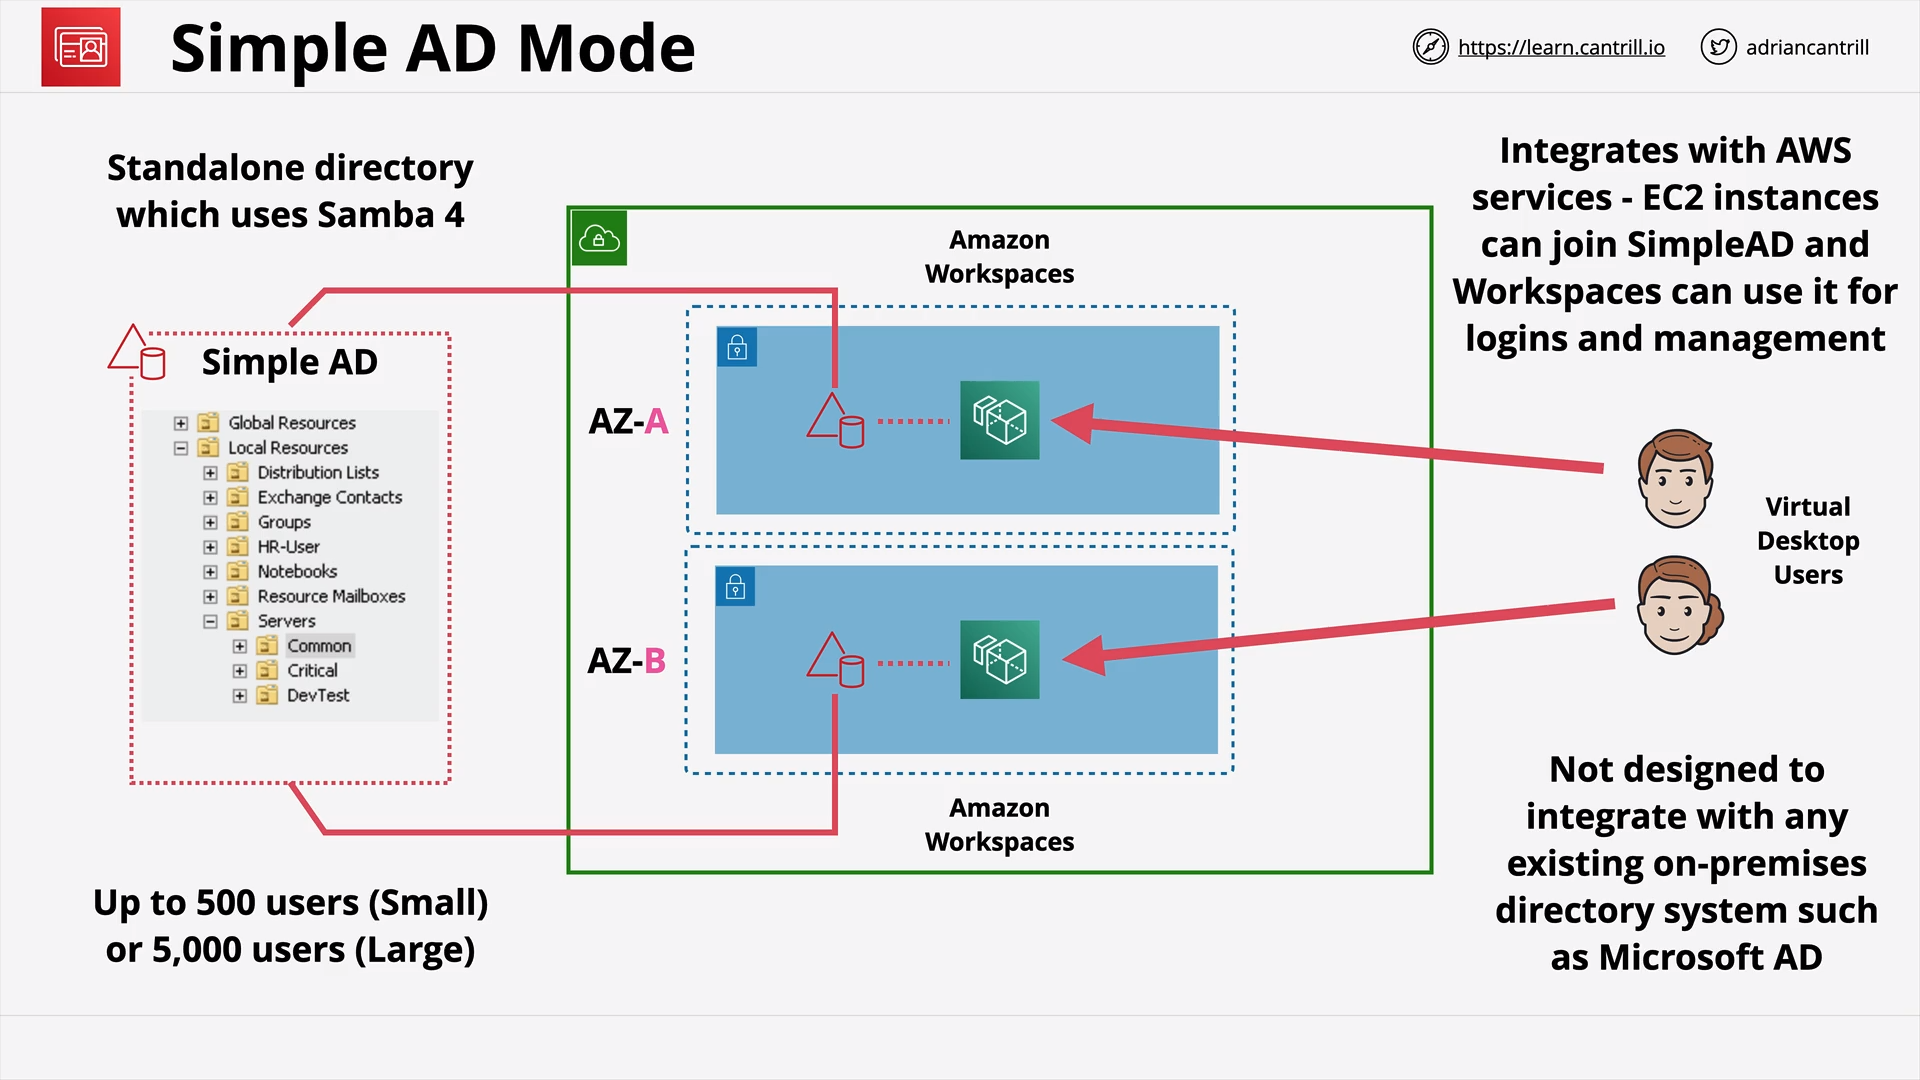 Simple AD Mode
https://learn.cantrill.io
adriancantrill
Standalone directory
which uses Samba 4
Simple AD
Global Resources
Local Resources
Distribution Lists
Exchange Contacts
Groups
HR-User
Notebooks
Resource Mailboxes
Servers
Common
Critical
DevTest
Up to 500 users (Small)
or 5,000 users (Large)
Amazon
Workspaces
AZ-A
AZ-B
Amazon
Workspaces
Integrates with AWS
services - EC2 instances
can join SimpleAD and
Workspaces can use it for
logins and management
Virtual
Desktop
Users
Not designed to
integrate with any
existing on-premises
directory system such
as Microsoft AD